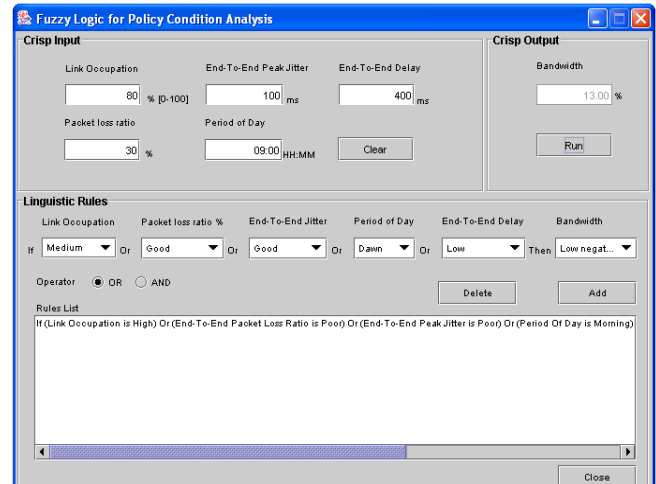 Fuzzy Logic for Policy Condition Analysis
Crisp Input
Crisp Output
Link Occupation
End-To-End Peak Jitter
End-To-End Delay
Bandwidth
80 % [0-100]
100 ms
400 ms
13.00 %
Packet loss ratio
Period of Day
30 %
09:00 HH:MM
Clear
Run
Linguistic Rules
Link Occupation
Packet loss ratio %
End-To-End Jitter
Period of Day
End-To-End Delay
Bandwidth
If Medium Or Good Or Good Or Dawn Or Low Then Low negat...
Operator OR AND
Delete
Add
Rules List
If (Link Occupation is High) Or (End-To-End Packet Loss Ratio is Poor) Or (End-To-End Peak Jitter is Poor) Or (Period Of Day is Morning)
Close